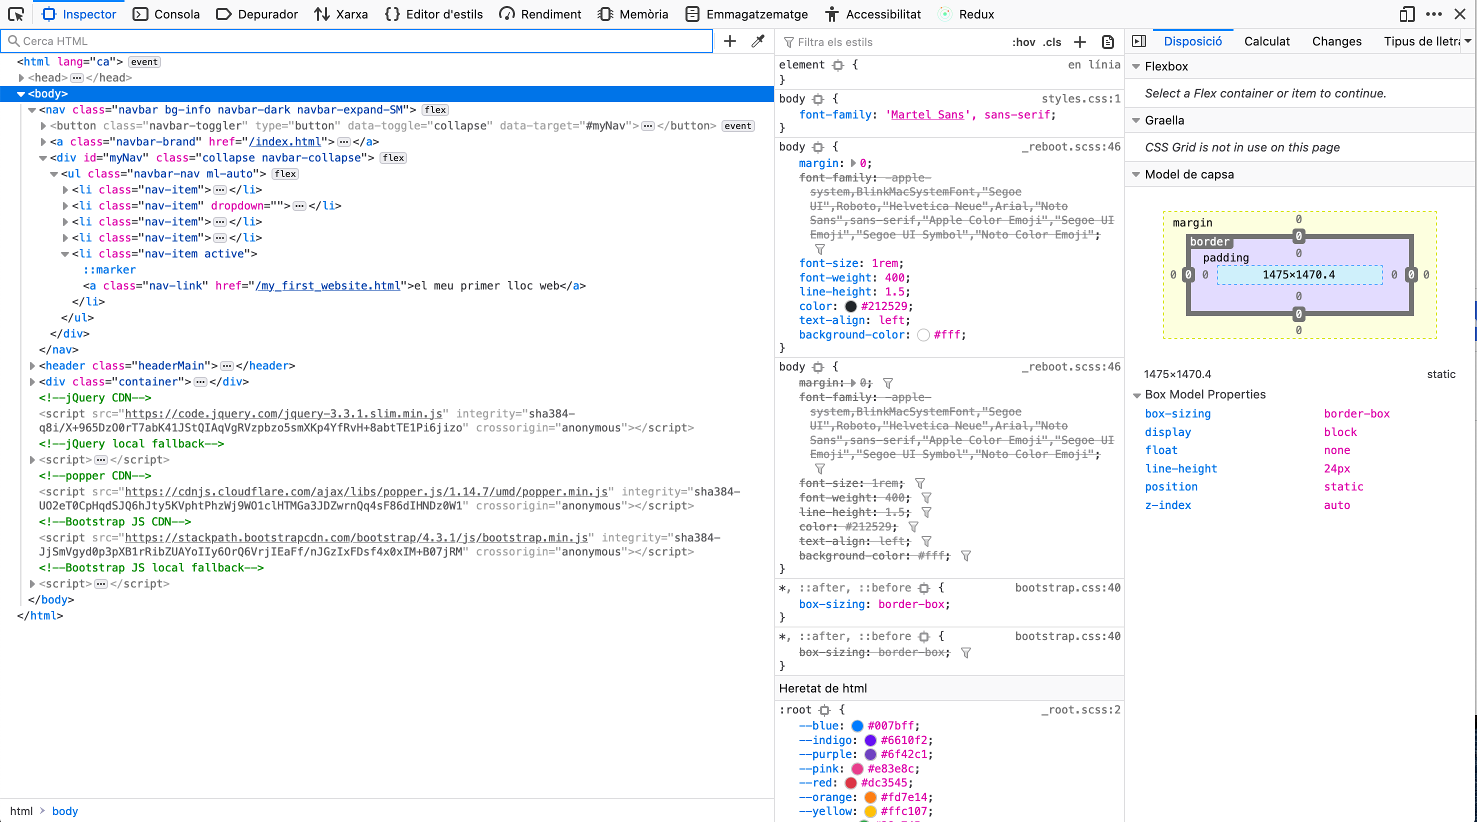 Inspector Consola Depurador Xarxa Editor d'estils Rendiment Memòria Emmagatzematge Accessibilitat Redux
Cerca HTML
<html lang="ca"> event
<head> </head>
<body>
<nav class="navbar bg-info navbar-dark navbar-expand-SM"> flex
<button class="navbar-toggler" type="button" data-toggle="collapse" data-target="#myNav"> </button> event
<a class="navbar-brand" href="/index.html"> </a>
<div id="myNav" class="collapse navbar-collapse"> flex
<ul class="navbar-nav ml-auto"> flex
<li class="nav-item"> </li>
<li class="nav-item" dropdown=""> </li>
<li class="nav-item"> </li>
<li class="nav-item"> </li>
<li class="nav-item active">
::marker
<a class="nav-link" href="/my_first_website.html">el meu primer lloc web</a>
</li>
</ul>
</div>
</nav>
<header class="headerMain"> </header>
<div class="container"> </div>
<!--jQuery CDN-->
<script src="https://code.jquery.com/jquery-3.3.1.slim.min.js" integrity="sha384-
q8i/X+965DzO0rT7abK41JStQIAqVgRVzpbzo5smXKp4YfRvH+8abtTE1Pi6jizo" crossorigin="anonymous"></script>
<!--jQuery local fallback-->
<script> </script>
<!--popper CDN-->
<script src="https://cdnjs.cloudflare.com/ajax/libs/popper.js/1.14.7/umd/popper.min.js" integrity="sha384-
UO2eT0CpHqdSJQ6hJty5KVphtPhzWj9WO1clHTMGa3JDZwrnQq4sF86dIHNDz0W1" crossorigin="anonymous"></script>
<!--Bootstrap JS CDN-->
<script src="https://stackpath.bootstrapcdn.com/bootstrap/4.3.1/js/bootstrap.min.js" integrity="sha384-
JjSmVgyd0p3pXB1rRibZUAYoIIy6OrQ6VrjIEaFf/nJGzIxFDsf4x0xIM+B07jRM" crossorigin="anonymous"></script>
<!--Bootstrap JS local fallback-->
<script> </script>
</body>
</html>
html > body
Filtra els estils :hov .cls
element { en línia
}
body { styles.css:1
font-family: 'Martel Sans', sans-serif;
}
body { _reboot.scss:46
margin: 0;
font-family: -apple-
system,BlinkMacSystemFont,"Segoe
UI",Roboto,"Helvetica Neue",Arial,"Noto
Sans",sans-serif,"Apple Color Emoji","Segoe UI
Emoji","Segoe UI Symbol","Noto Color Emoji";
font-size: 1rem;
font-weight: 400;
line-height: 1.5;
color: #212529;
text-align: left;
background-color: #fff;
}
body { _reboot.scss:46
margin: 0;
font-family: -apple-
system,BlinkMacSystemFont,"Segoe
UI",Roboto,"Helvetica Neue",Arial,"Noto
Sans",sans-serif,"Apple Color Emoji","Segoe UI
Emoji","Segoe UI Symbol","Noto Color Emoji";
font-size: 1rem;
font-weight: 400;
line-height: 1.5;
color: #212529;
text-align: left;
background-color: #fff;
}
*, ::after, ::before { bootstrap.css:40
box-sizing: border-box;
}
*, ::after, ::before { bootstrap.css:40
box-sizing: border-box;
}
Heretat de html
:root { _root.scss:2
--blue: #007bff;
--indigo: #6610f2;
--purple: #6f42c1;
--pink: #e83e8c;
--red: #dc3545;
--orange: #fd7e14;
--yellow: #ffc107;
Disposició Calculat Changes Tipus de lletra
Flexbox
Select a Flex container or item to continue.
Graella
CSS Grid is not in use on this page
Model de capsa
margin 0
border 0
padding 0
0 0 0 1475×1470.4 0 0 0
0
0
0
1475×1470.4 static
Box Model Properties
box-sizing border-box
display block
float none
line-height 24px
position static
z-index auto